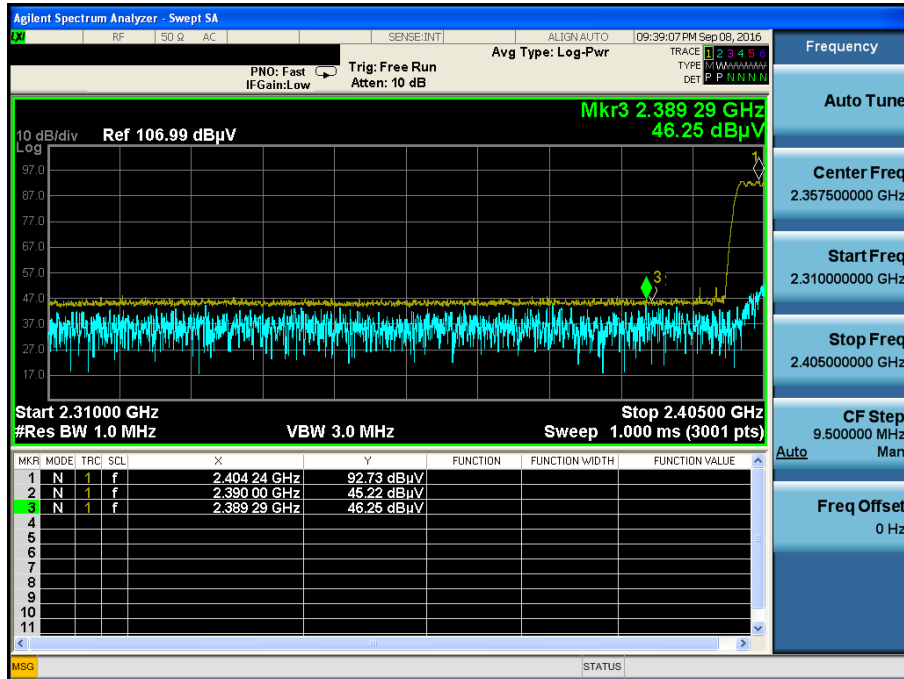 Agilent Spectrum Analyzer - Swept SA
LXI RF 50 Ω AC SENSE:INT ALIGN AUTO 09:39:07 PM Sep 08, 2016
Frequency
Avg Type: Log-Pwr
TRACE 1 2 3 4 5 6
PNO: Fast Trig: Free Run
TYPE MWWWWW
IFGain:Low Atten: 10 dB
DET P P N N N N
Auto Tune
Mkr3 2.389 29 GHz
46.25 dBµV
10 dB/div Ref 106.99 dBµV
Log
97.0
87.0
77.0
67.0
57.0
47.0
37.0
27.0
17.0
1
3
Center Freq
2.357500000 GHz
Start Freq
2.310000000 GHz
Stop Freq
2.405000000 GHz
Start 2.31000 GHz Stop 2.40500 GHz
#Res BW 1.0 MHz VBW 3.0 MHz Sweep 1.000 ms (3001 pts)
CF Step
9.500000 MHz
Auto Man
Freq Offset
0 Hz
MKR MODE TRC SCL X Y FUNCTION FUNCTION WIDTH FUNCTION VALUE
1 N 1 f 2.404 24 GHz 92.73 dBµV
2 N 1 f 2.390 00 GHz 45.22 dBµV
3 N 1 f 2.389 29 GHz 46.25 dBµV
4
5
6
7
8
9
10
11
MSG STATUS